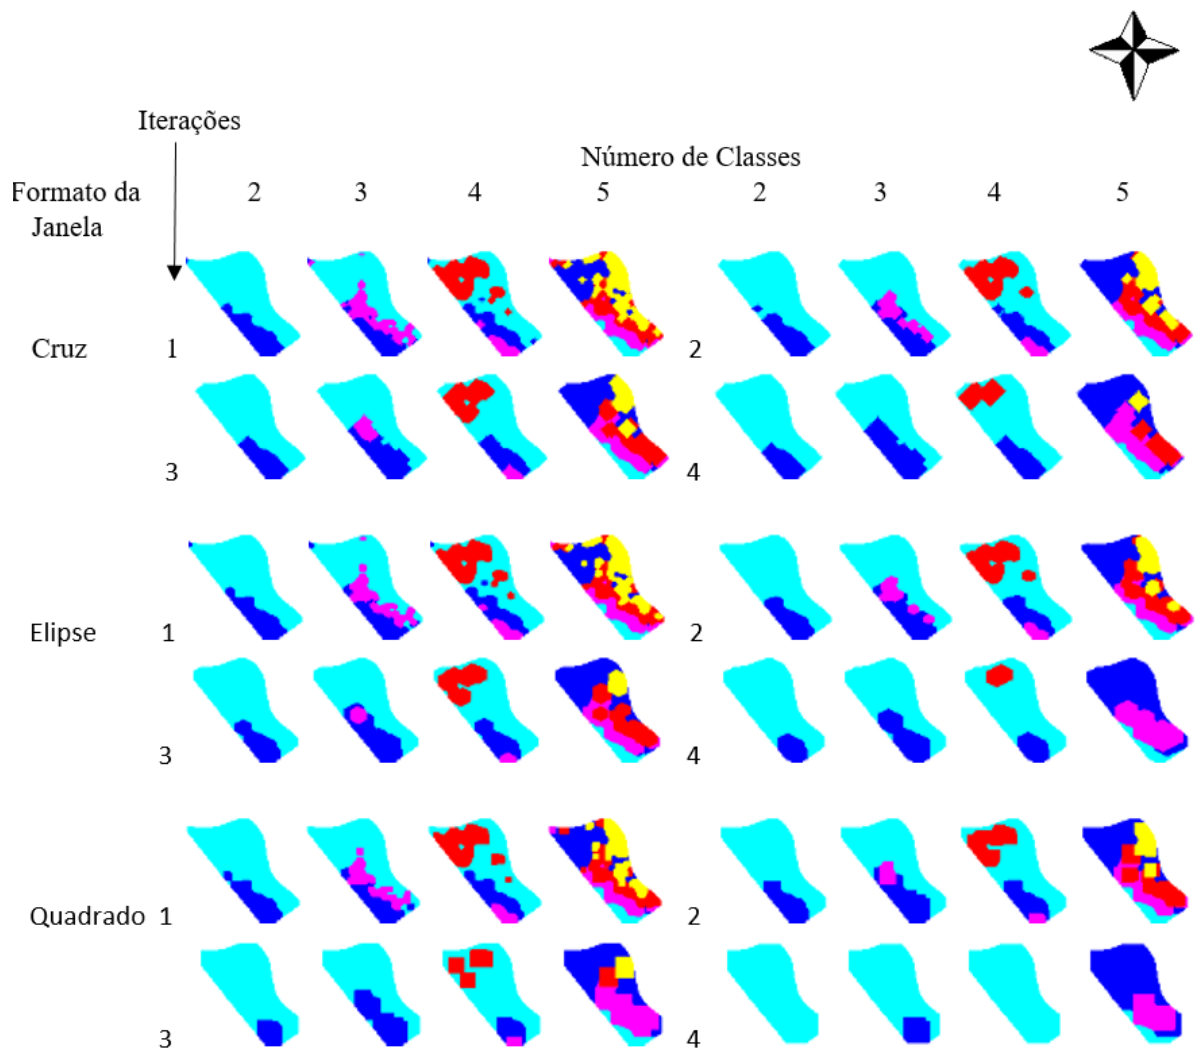 Iterações
Número de Classes
Formato da
Janela
2 3 4 5 2 3 4 5
Cruz 1 2
3 4
Elipse 1 2
3 4
Quadrado 1 2
3 4